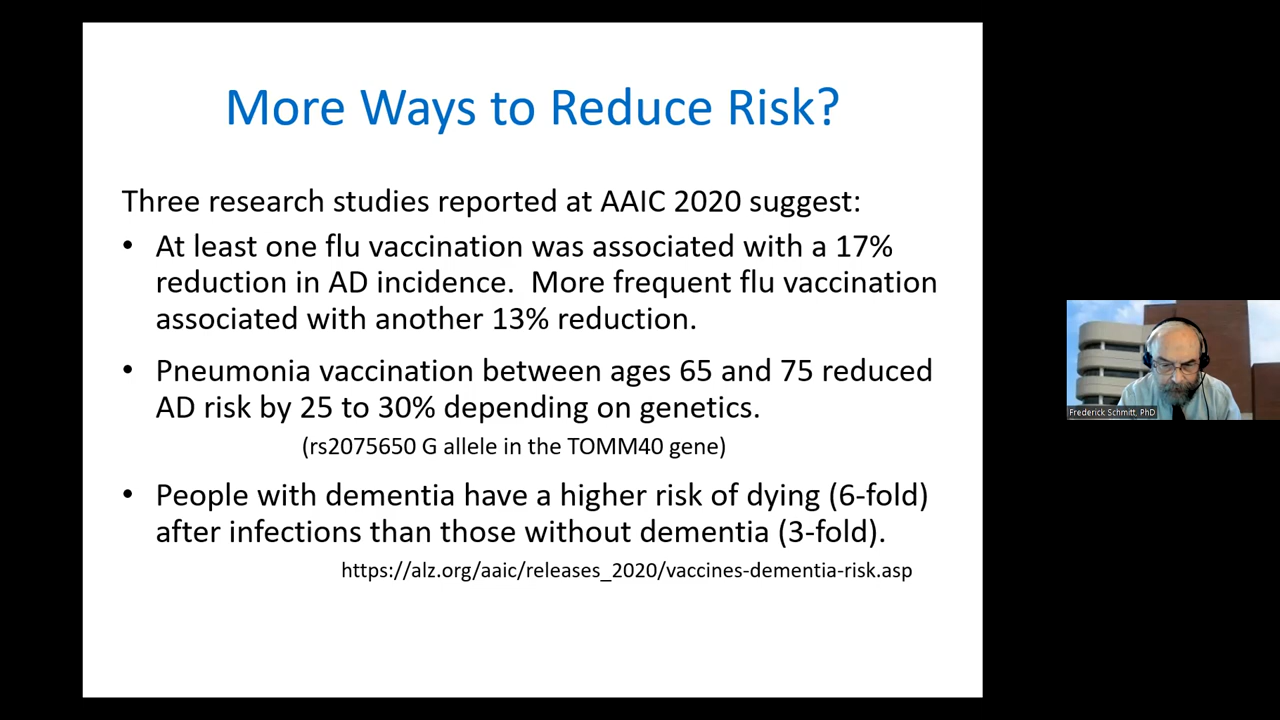 More Ways to Reduce Risk?
Three research studies reported at AAIC 2020 suggest:
• At least one flu vaccination was associated with a 17%
reduction in AD incidence.  More frequent flu vaccination
associated with another 13% reduction.
• Pneumonia vaccination between ages 65 and 75 reduced
AD risk by 25 to 30% depending on genetics.
(rs2075650 G allele in the TOMM40 gene)
• People with dementia have a higher risk of dying (6-fold)
after infections than those without dementia (3-fold).
https://alz.org/aaic/releases_2020/vaccines-dementia-risk.asp
Frederick Schmitt, PhD